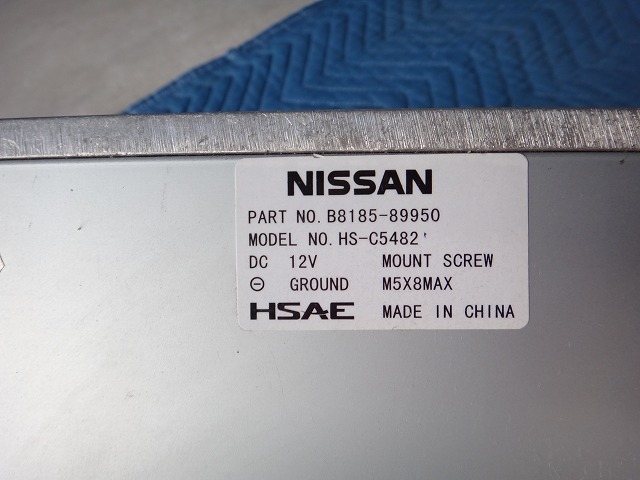 NISSAN
PART NO. B8185-89950
MODEL NO. HS-C5482
DC 12V MOUNT SCREW
⊖ GROUND M5X8MAX
HSAE MADE IN CHINA